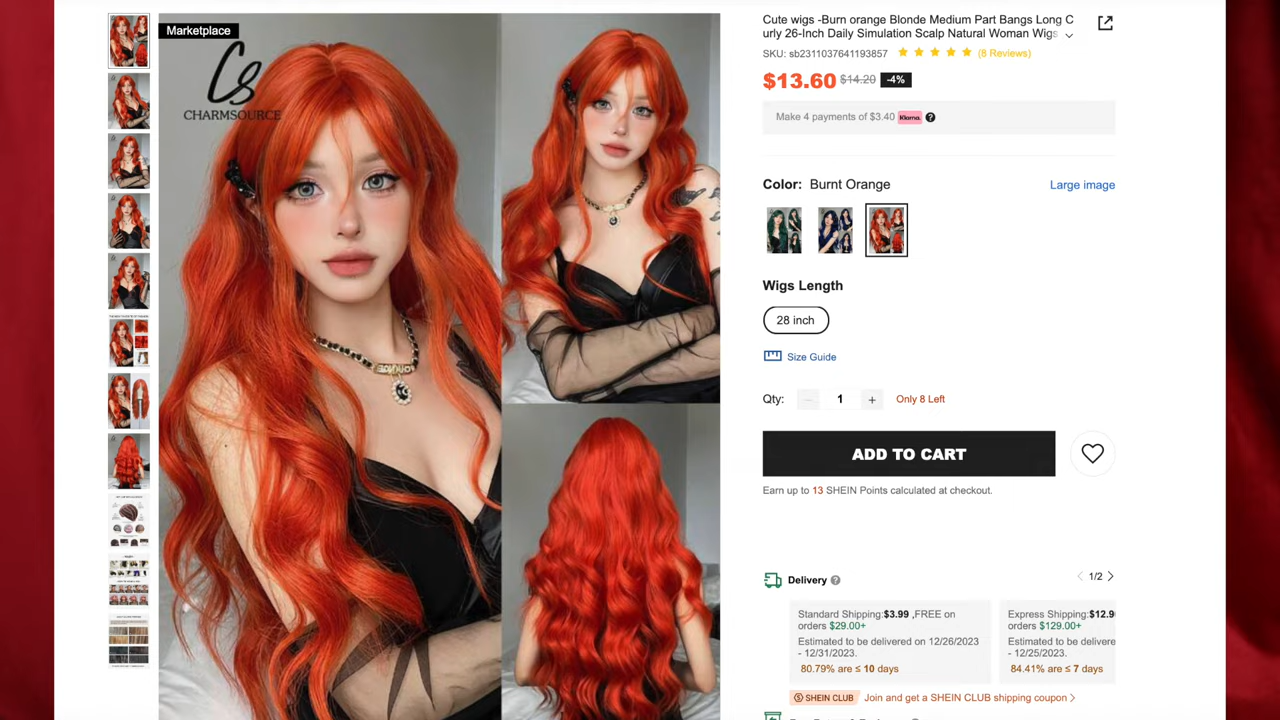 Marketplace
CS
CHARMSOURCE
Cute wigs -Burn orange Blonde Medium Part Bangs Long C
urly 26-Inch Daily Simulation Scalp Natural Woman Wigs
SKU: sb2311037641193857 (8 Reviews)
$13.60 $14.20 -4%
Make 4 payments of $3.40 Klarna. ?
Color: Burnt Orange Large image
Wigs Length
28 inch
Size Guide
Qty: 1 + Only 8 Left
ADD TO CART
Earn up to 13 SHEIN Points calculated at checkout.
Delivery ? 1/2
Standard Shipping:$3.99 ,FREE on
orders $29.00+
Estimated to be delivered on 12/26/2023
- 12/31/2023.
80.79% are ≤ 10 days
Express Shipping:$12.9
orders $129.00+
Estimated to be delivere
- 12/25/2023.
84.41% are ≤ 7 days
SHEIN CLUB Join and get a SHEIN CLUB shipping coupon >